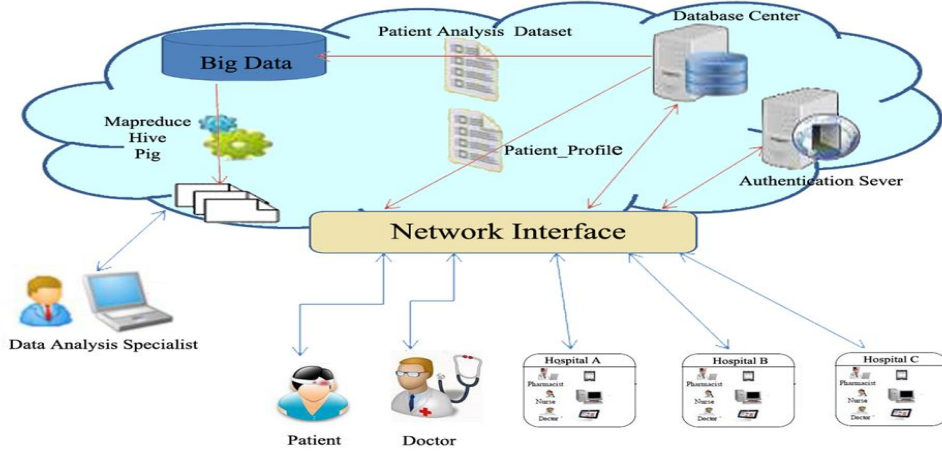 Database Center
Patient Analysis Dataset
Big Data
Mapreduce
Hive
Pig
Patient_Profile
Authentication Sever
Network Interface
Data Analysis Specialist
Hospital A
Pharmacist
Nurse
Doctor
Hospital B
Pharmacist
Nurse
Doctor
Hospital C
Pharmacist
Nurse
Doctor
Patient
Doctor